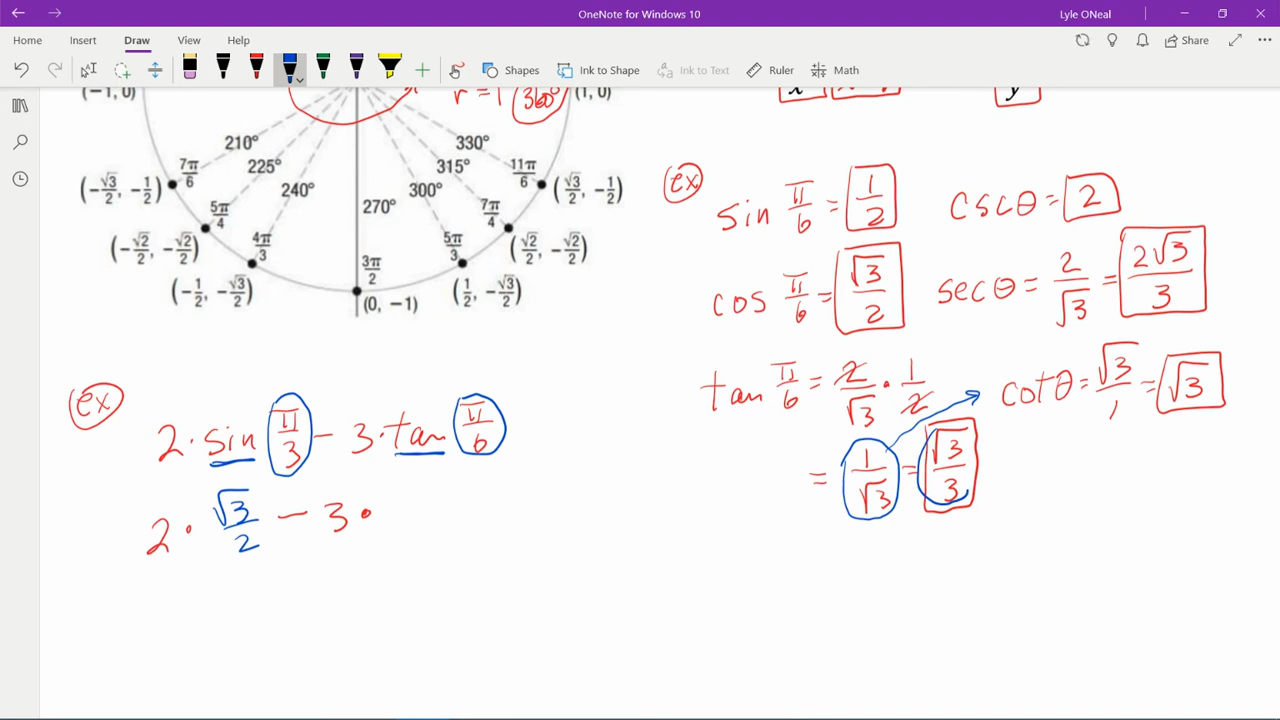 OneNote for Windows 10
Lyle ONeal
Home Insert Draw View Help
Share
Shapes Ink to Shape Ink to Text Ruler Math
(−1, 0)
r = 1
360°
(1, 0)
x
y
210° 330°
7π/6 225° 315° 11π/6
(−√3/2, −1/2) 240° 300° (√3/2, −1/2)
5π/4 270° 7π/4
(−√2/2, −√2/2) 4π/3 5π/3 (√2/2, −√2/2)
3π/2
(−1/2, −√3/2) (0, −1) (1/2, −√3/2)
ex
sin π/6 = 1/2 cscθ = 2
cos π/6 = √3/2 secθ = 2/√3 = 2√3/3
tan π/6 = 2/√3 · 1/2 cotθ = √3/1 = √3
= 1/√3 = √3/3
ex
2 · sin π/3 − 3 · tan π/6
2 · √3/2 − 3 ·